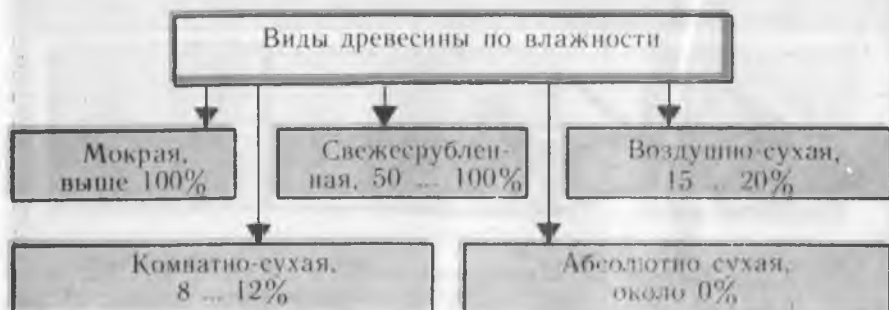 Виды древесины по влажности
Мокрая,
выше 100%
Свежесрублен-
ная, 50 ... 100%
Воздушно-сухая,
15 .. 20%
Комнатно-сухая,
8 ... 12%
Абсолютно сухая,
около 0%